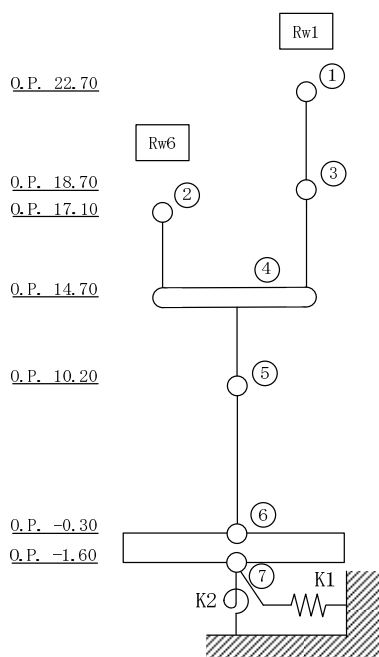 Rw1
①
O.P. 22.70
Rw6
②
③
O.P. 18.70
O.P. 17.10
④
O.P. 14.70
O.P. 10.20
⑤
⑥
O.P. -0.30
O.P. -1.60
⑦
K1
K2